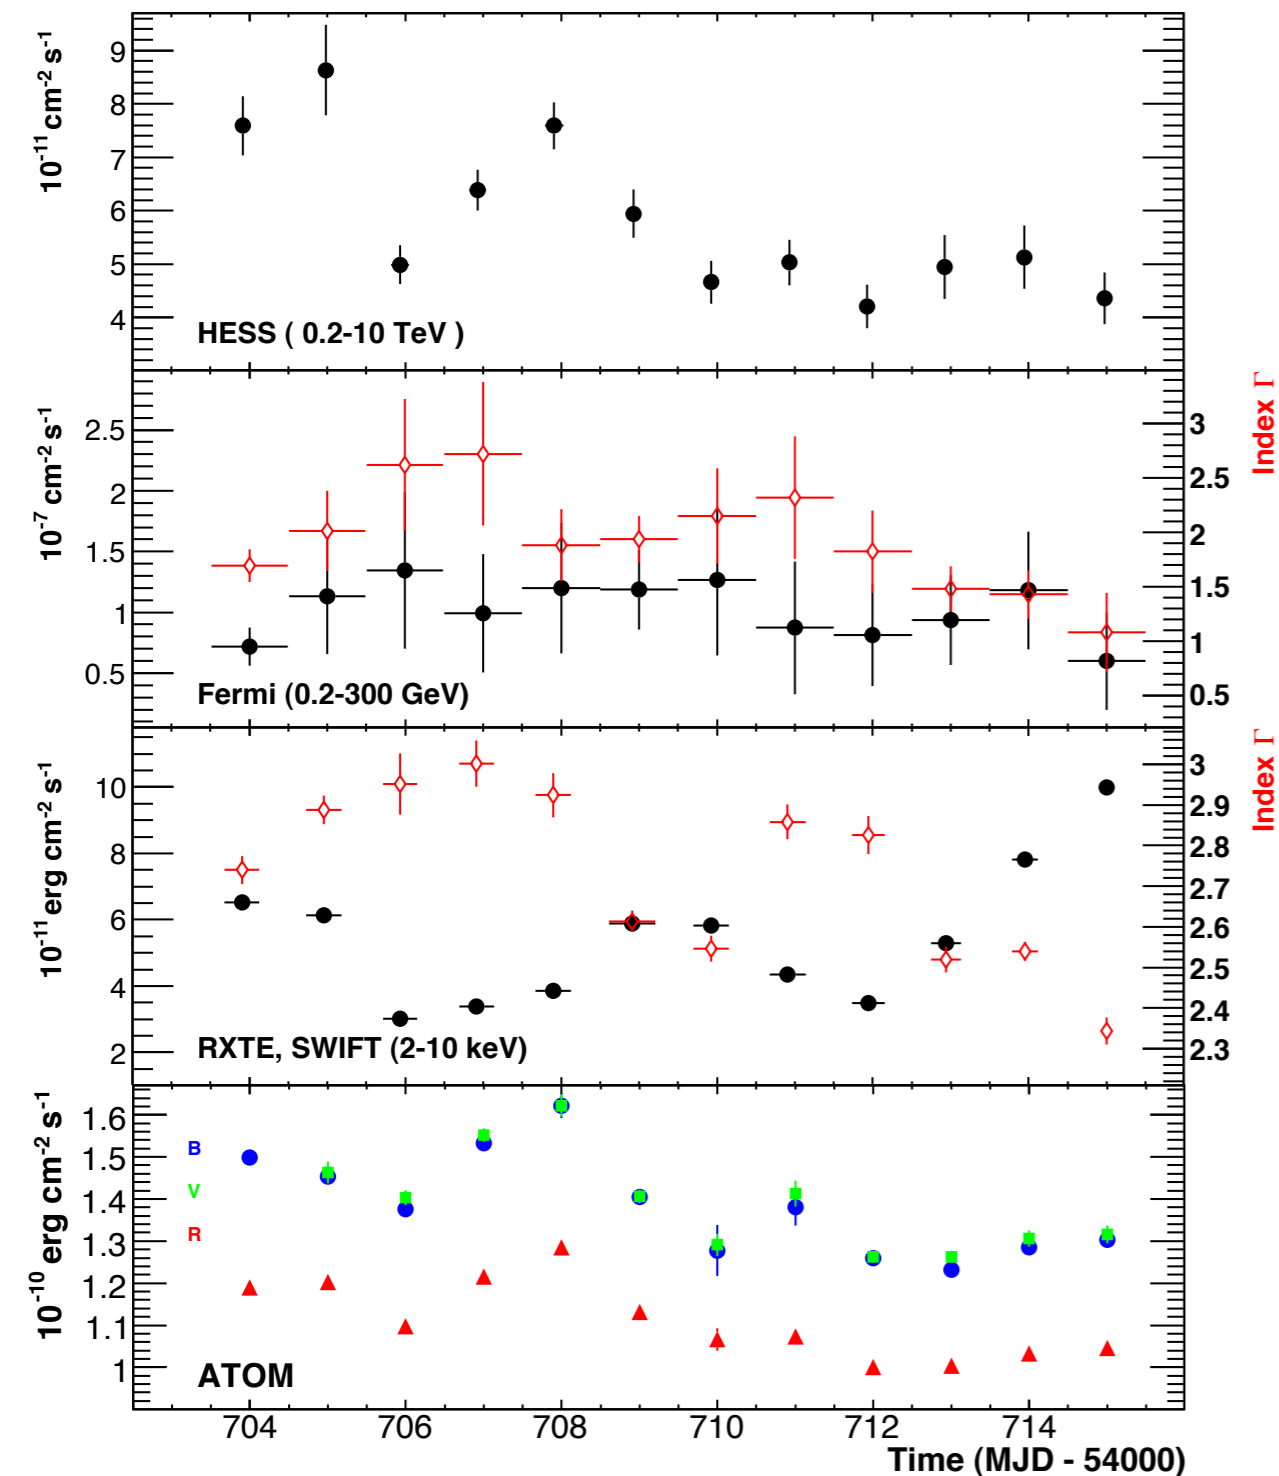 10⁻¹¹ cm⁻² s⁻¹
9
8
7
6
5
4
HESS ( 0.2-10 TeV )
10⁻⁷ cm⁻² s⁻¹
2.5
2
1.5
1
0.5
Fermi (0.2-300 GeV)
3
2.5
2
1.5
1
0.5
Index Γ
10⁻¹¹ erg cm⁻² s⁻¹
10
8
6
4
2
RXTE, SWIFT (2-10 keV)
3
2.9
2.8
2.7
2.6
2.5
2.4
2.3
Index Γ
10⁻¹⁰ erg cm⁻² s⁻¹
1.6
1.5
1.4
1.3
1.2
1.1
1
B
V
R
ATOM
704 706 708 710 712 714
Time (MJD - 54000)